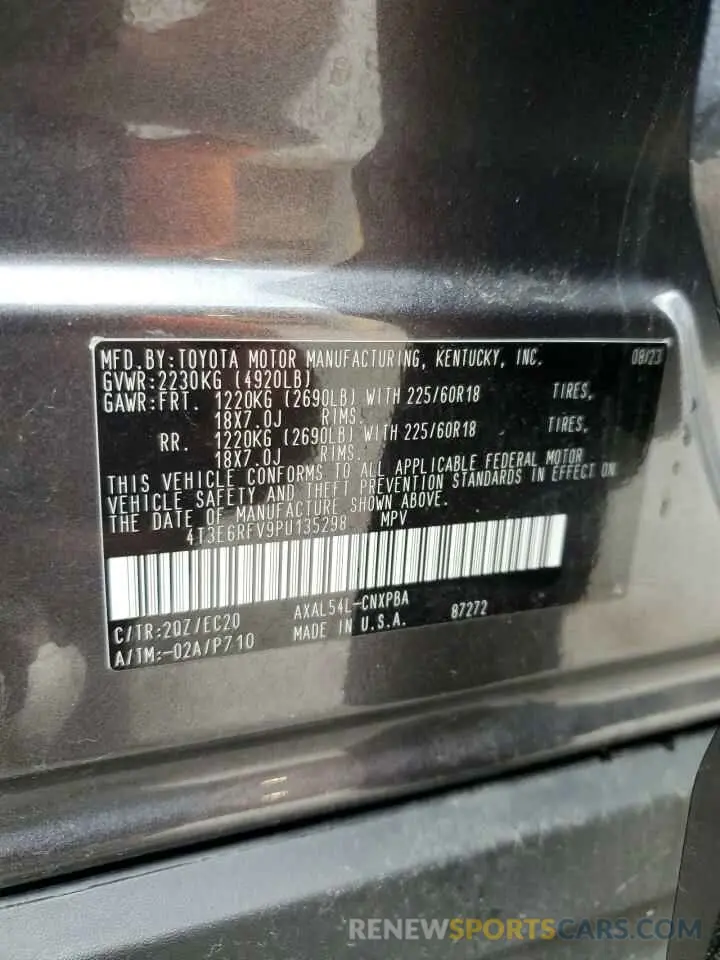 MFD.BY:TOYOTA MOTOR MANUFACTURING, KENTUCKY, INC. 08/23
GVWR:2230KG (4920LB)
GAWR:FRT. 1220KG (2690LB) WITH 225/60R18 TIRES,
18X7.0J RIMS.
RR. 1220KG (2690LB) WITH 225/60R18 TIRES,
18X7.0J RIMS.
THIS VEHICLE CONFORMS TO ALL APPLICABLE FEDERAL MOTOR
VEHICLE SAFETY AND THEFT PREVENTION STANDARDS IN EFFECT ON
THE DATE OF MANUFACTURE SHOWN ABOVE.
4T3E6RFV9PU135298 MPV
C/TR:2QZ/EC20 AXAL54L-CNXPBA 87272
A/TM:-02A/P710 MADE IN U.S.A.
RENEWSPORTSCARS.COM